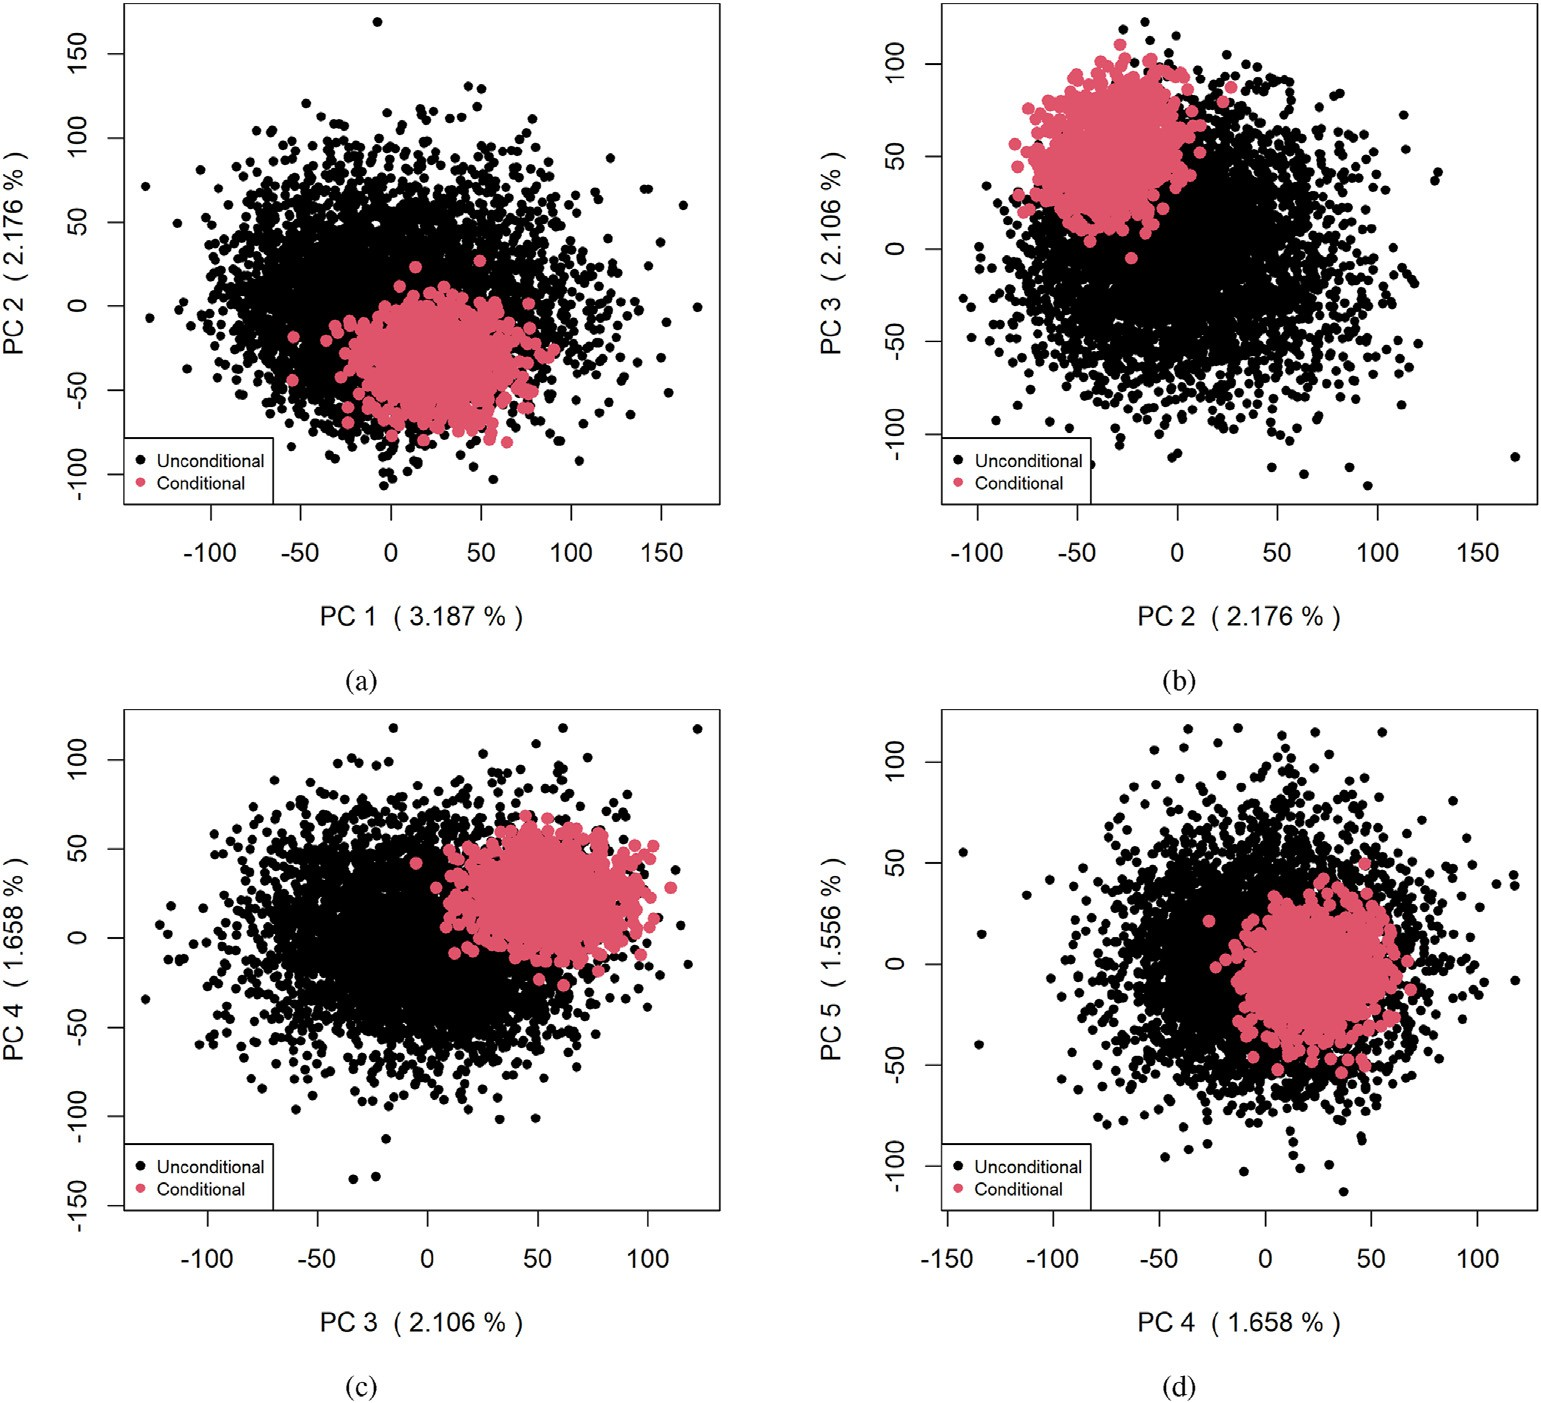 150
100
50
0
-50
-100
PC 2 ( 2.176 % )
Unconditional
Conditional
-100 -50 0 50 100 150
PC 1 ( 3.187 % )
(a)
100
50
0
-50
-100
PC 3 ( 2.106 % )
Unconditional
Conditional
-100 -50 0 50 100 150
PC 2 ( 2.176 % )
(b)
100
50
0
-50
-100
-150
PC 4 ( 1.658 % )
Unconditional
Conditional
-100 -50 0 50 100
PC 3 ( 2.106 % )
(c)
100
50
0
-50
-100
PC 5 ( 1.556 % )
Unconditional
Conditional
-150 -100 -50 0 50 100
PC 4 ( 1.658 % )
(d)